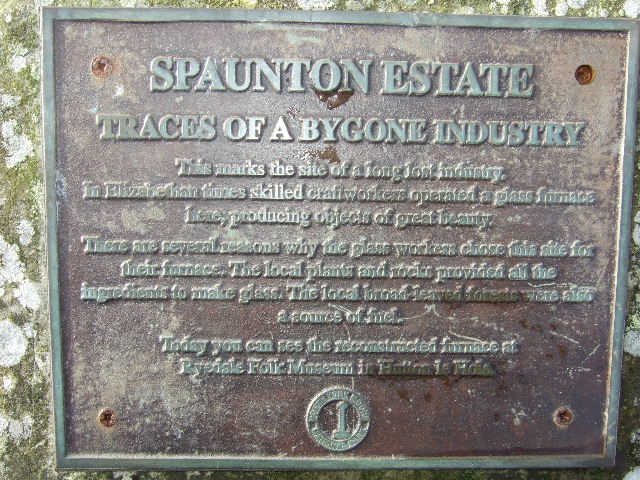 SPAUNTON ESTATE
TRACES OF A BYGONE INDUSTRY
This marks the site of a long lost industry.
In Elizabethan times skilled craftworkers operated a glass furnace
here, producing objects of great beauty.
There are several reasons why the glass workers chose this site for
their furnace. The local plants and rocks provided all the
ingredients to make glass. The local broad-leaved forests were also
a source of fuel.
Today you can see the reconstructed furnace at
Ryedale Folk Museum in Hutton le Hole.
1